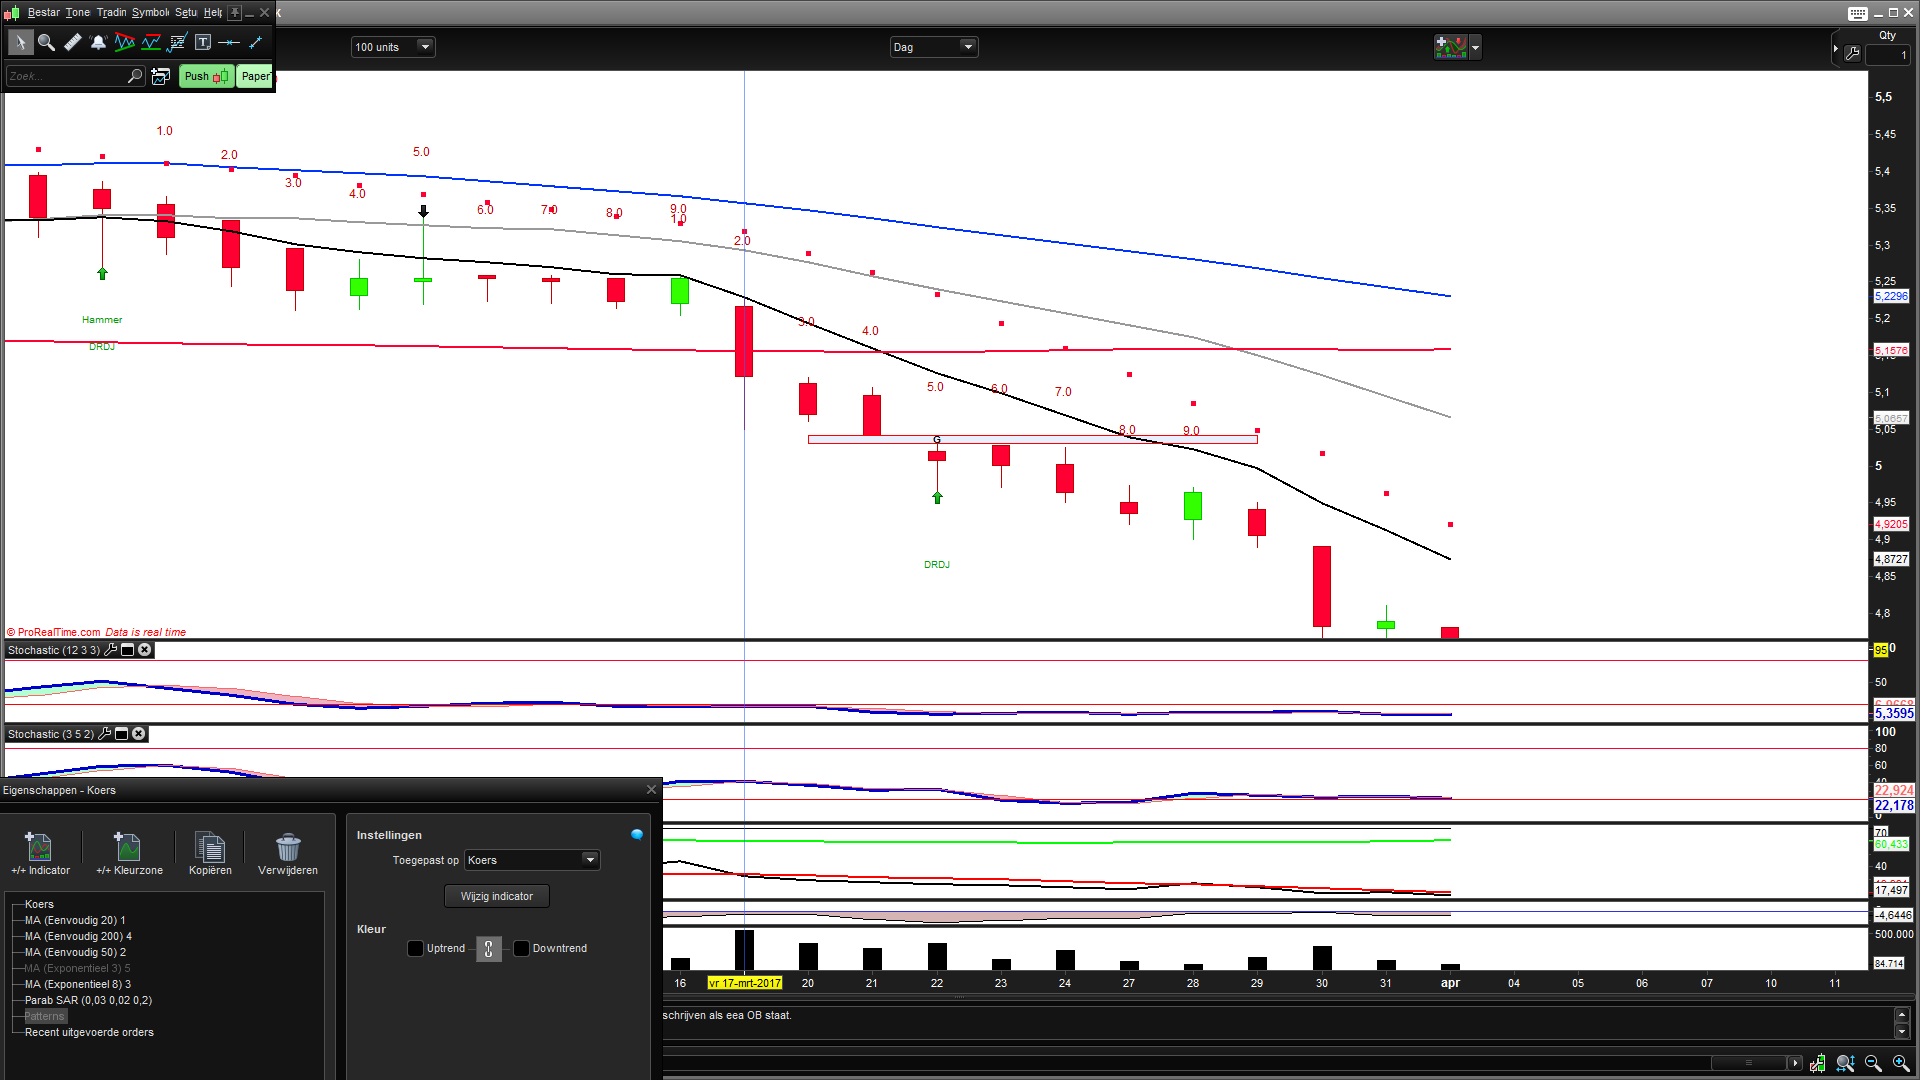 Bestan Tone Tradin Symbole Setu Help
100 units
Dag
Qty
1
Zoek...
Push
Paper
5,5
5,45
5,4
5,35
5,3
5,25
5,2296
5,2
5,1576
5,1
5,0657
5,05
5
4,95
4,9205
4,9
4,8727
4,85
4,8
1.0
2.0
3.0
4.0
5.0
6.0
7.0
8.0
9.0
1.0
2.0
3.0
4.0
5.0
6.0
7.0
8.0
9.0
Hammer
DRDJ
G
DRDJ
© ProRealTime.com Data is real time
Stochastic (12 3 3)
95
50
5,3595
Stochastic (3 5 2)
100
80
60
40
22,924
22,178
0
70
60,433
40
17,497
-4,6446
500.000
84.714
16 vr 17-mrt-2017 20 21 22 23 24 27 28 29 30 31 apr 04 05 06 07 10 11
schrijven als eea OB staat.
Eigenschappen - Koers
+/+ Indicator
+/+ Kleurzone
Kopiëren
Verwijderen
Koers
MA (Eenvoudig 20) 1
MA (Eenvoudig 200) 4
MA (Eenvoudig 50) 2
MA (Exponentieel 3) 5
MA (Exponentieel 8) 3
Parab SAR (0,03 0,02 0,2)
Patterns
Recent uitgevoerde orders
Instellingen
Toegepast op Koers
Wijzig indicator
Kleur
Uptrend
Downtrend